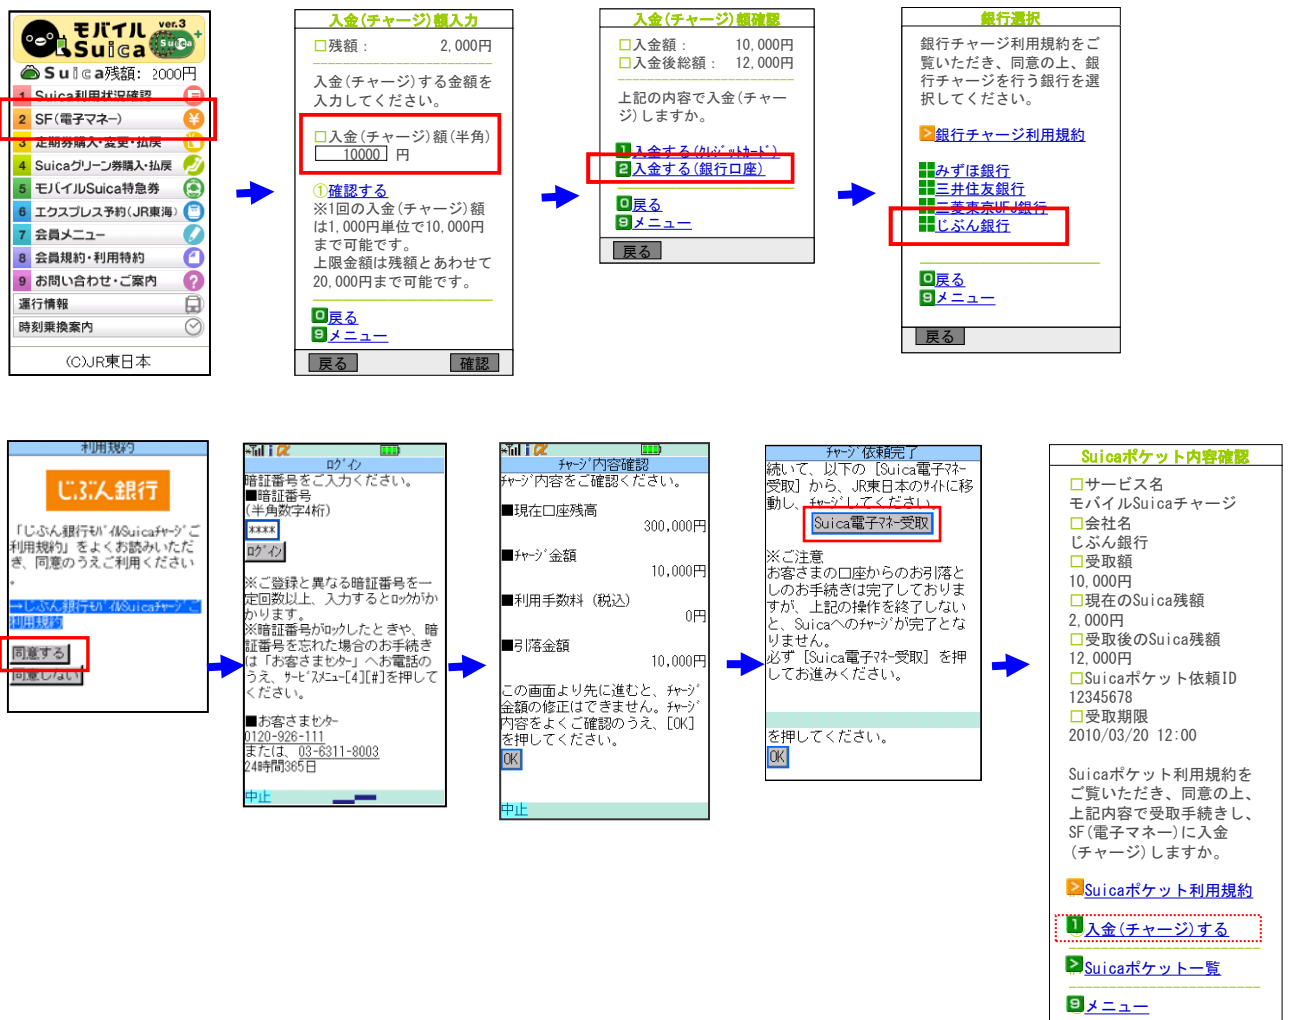 モバイル ver.3
Suica
Suica
Suica残額: 2000円
1 Suica利用状況確認
2 SF(電子マネー)
3 定期券購入・変更・払戻
4 Suicaグリーン券購入・払戻
5 モバイルSuica特急券
6 エクスプレス予約(JR東海)
7 会員メニュー
8 会員規約・利用特約
9 お問い合わせ・ご案内
運行情報
時刻乗換案内
(C)JR東日本
入金(チャージ)額入力
□残額: 2,000円
入金(チャージ)する金額を
入力してください。
□入金(チャージ)額(半角)
10000 円
①確認する
※1回の入金(チャージ)額
は1,000円単位で10,000円
まで可能です。
上限金額は残額とあわせて
20,000円まで可能です。
0戻る
9メニュー
戻る 確認
入金(チャージ)額確認
□入金額: 10,000円
□入金後総額: 12,000円
上記の内容で入金(チャー
ジ)しますか。
1入金する(ｸﾚｼﾞｯﾄｶｰﾄﾞ)
2入金する(銀行口座)
0戻る
9メニュー
戻る
銀行選択
銀行チャージ利用規約をご
覧いただき、同意の上、銀
行チャージを行う銀行を選
択してください。
銀行チャージ利用規約
みずほ銀行
三井住友銀行
三菱東京UFJ銀行
じぶん銀行
0戻る
9メニュー
戻る
利用規約
じぶん銀行
「じぶん銀行ﾓﾊﾞｲﾙSuicaﾁｬｰｼﾞご
利用規約」をよくお読みいただ
き、同意のうえご利用ください
。
→じぶん銀行ﾓﾊﾞｲﾙSuicaﾁｬｰｼﾞご
利用規約
同意する
同意しない
ﾛｸﾞｲﾝ
暗証番号をご入力ください。
■暗証番号
(半角数字4桁)
****
ﾛｸﾞｲﾝ
※ご登録と異なる暗証番号を一
定回数以上、入力するとﾛｯｸがか
かります。
※暗証番号がﾛｯｸしたときや、暗
証番号を忘れた場合のお手続き
は「お客さまｾﾝﾀｰ」へお電話の
うえ、ｻｰﾋﾞｽﾒﾆｭｰ[4][#]を押して
ください。
■お客さまｾﾝﾀｰ
0120-926-111
または、03-6311-8003
24時間365日
中止
ﾁｬｰｼﾞ内容確認
ﾁｬｰｼﾞ内容をご確認ください。
■現在口座残高
300,000円
■ﾁｬｰｼﾞ金額
10,000円
■利用手数料（税込）
0円
■引落金額
10,000円
この画面より先に進むと、ﾁｬｰｼﾞ
金額の修正はできません。ﾁｬｰｼﾞ
内容をよくご確認のうえ、[OK]
を押してください。
OK
中止
ﾁｬｰｼﾞ依頼完了
続いて、以下の［Suica電子ﾏﾈｰ
受取］から、JR東日本のｻｲﾄに移
動し、ﾁｬｰｼﾞしてください。
Suica電子ﾏﾈｰ受取
※ご注意
お客さまの口座からのお引落と
しのお手続きは完了しておりま
すが、上記の操作を終了しない
と、Suicaへのﾁｬｰｼﾞが完了とな
りません。
必ず［Suica電子ﾏﾈｰ受取］を押
してお進みください。
を押してください。
OK
Suicaポケット内容確認
□サービス名
モバイルSuicaチャージ
□会社名
じぶん銀行
□受取額
10,000円
□現在のSuica残額
2,000円
□受取後のSuica残額
12,000円
□Suicaポケット依頼ID
12345678
□受取期限
2010/03/20 12:00
Suicaポケット利用規約を
ご覧いただき、同意の上、
上記内容で受取手続きし、
SF(電子マネー)に入金
(チャージ)しますか。
Suicaポケット利用規約
1入金(チャージ)する
Suicaポケット一覧
9メニュー